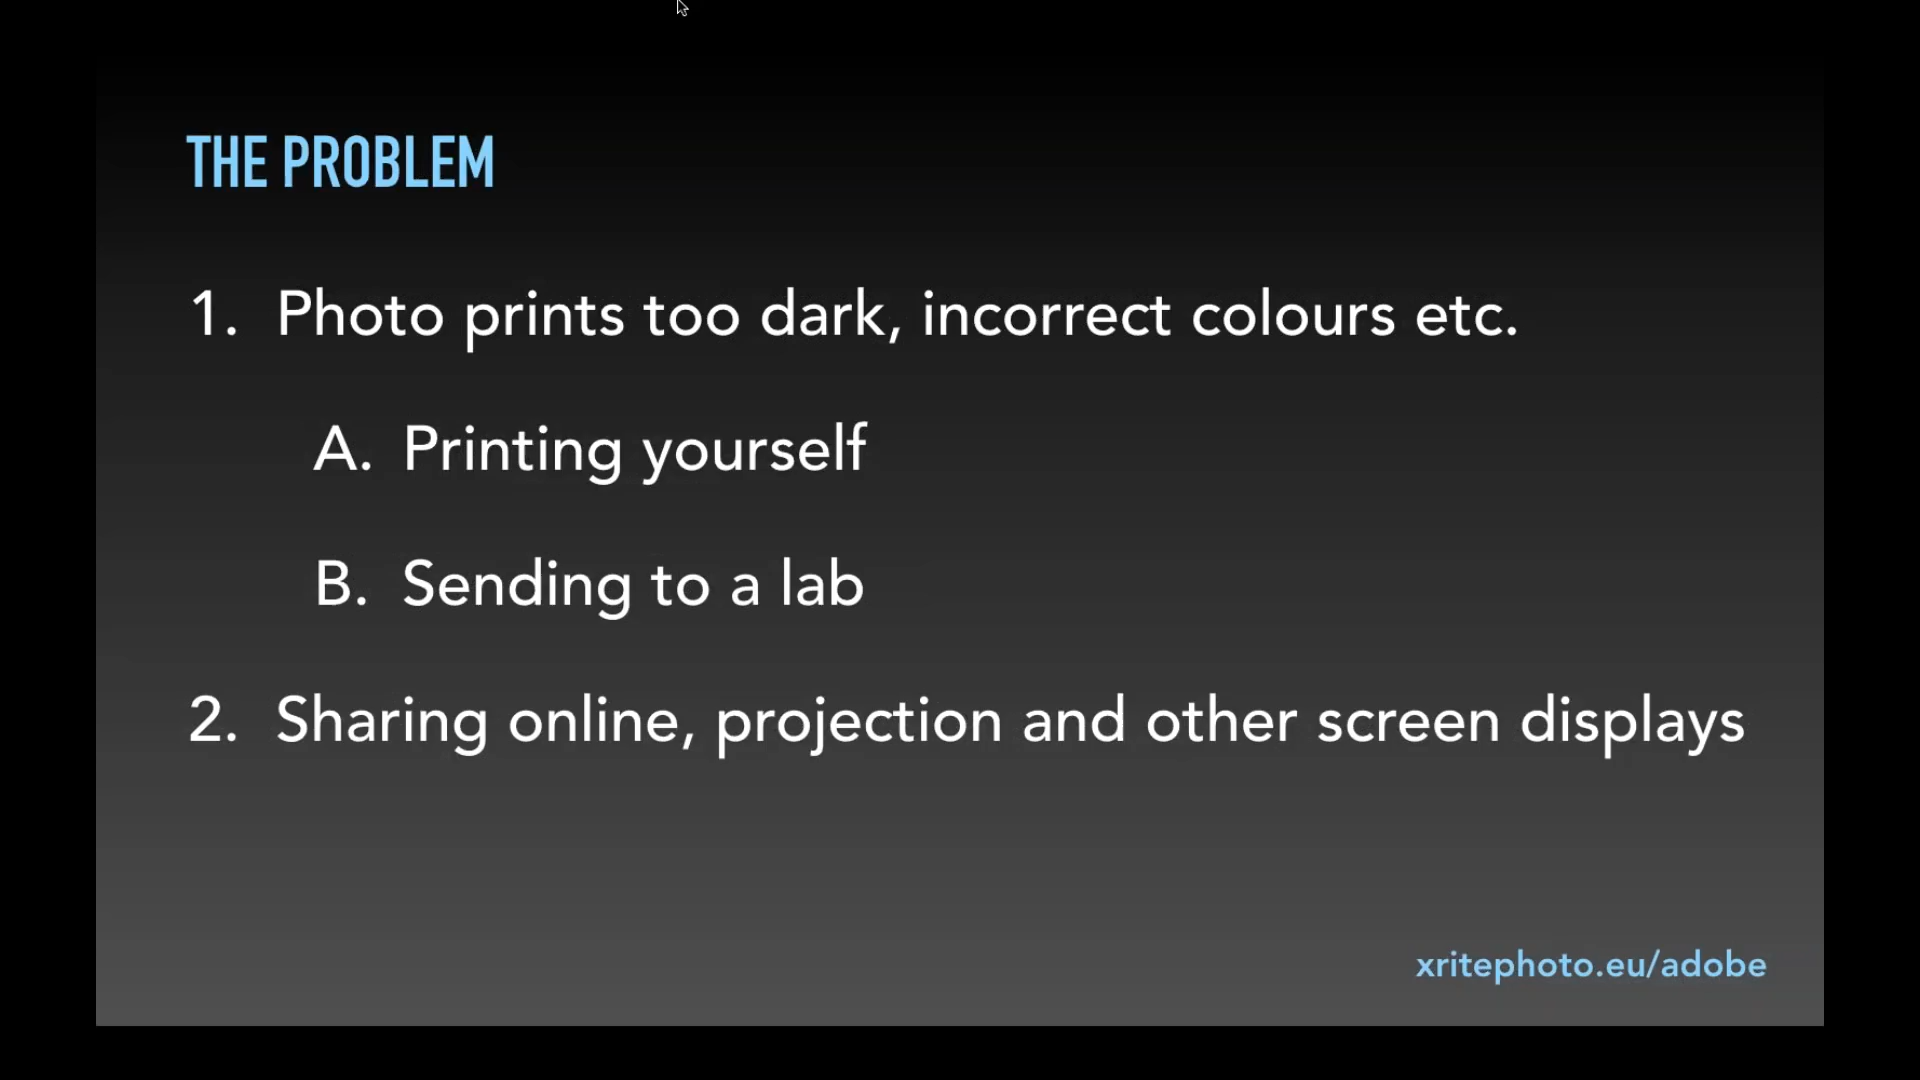 THE PROBLEM
1. Photo prints too dark, incorrect colours etc.
A. Printing yourself
B. Sending to a lab
2. Sharing online, projection and other screen displays
xritephoto.eu/adobe